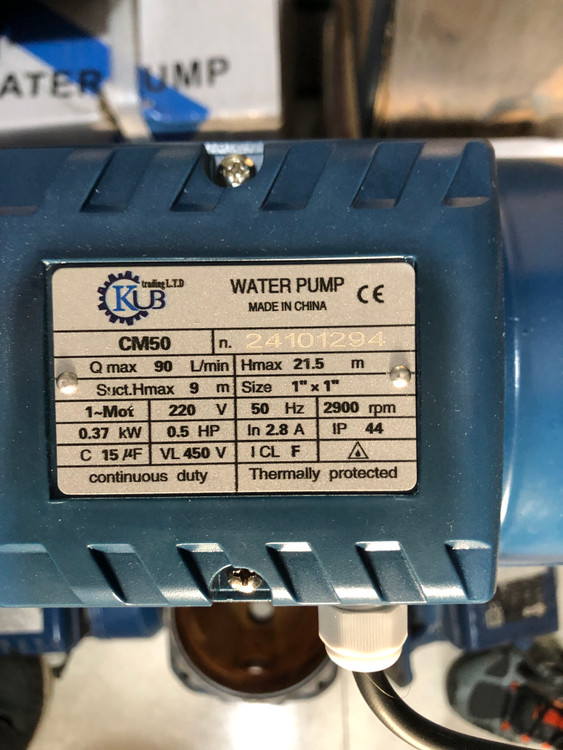 ATER UMP
trading L.T.D
KUB
WATER PUMP
MADE IN CHINA
CE
CM50 n. 24101294
Q max 90 L/min Hmax 21.5 m
Suct.Hmax 9 m Size 1" x 1"
1~Mot 220 V 50 Hz 2900 rpm
0.37 kW 0.5 HP In 2.8 A IP 44
C 15 µF VL 450 V I CL F
continuous duty Thermally protected